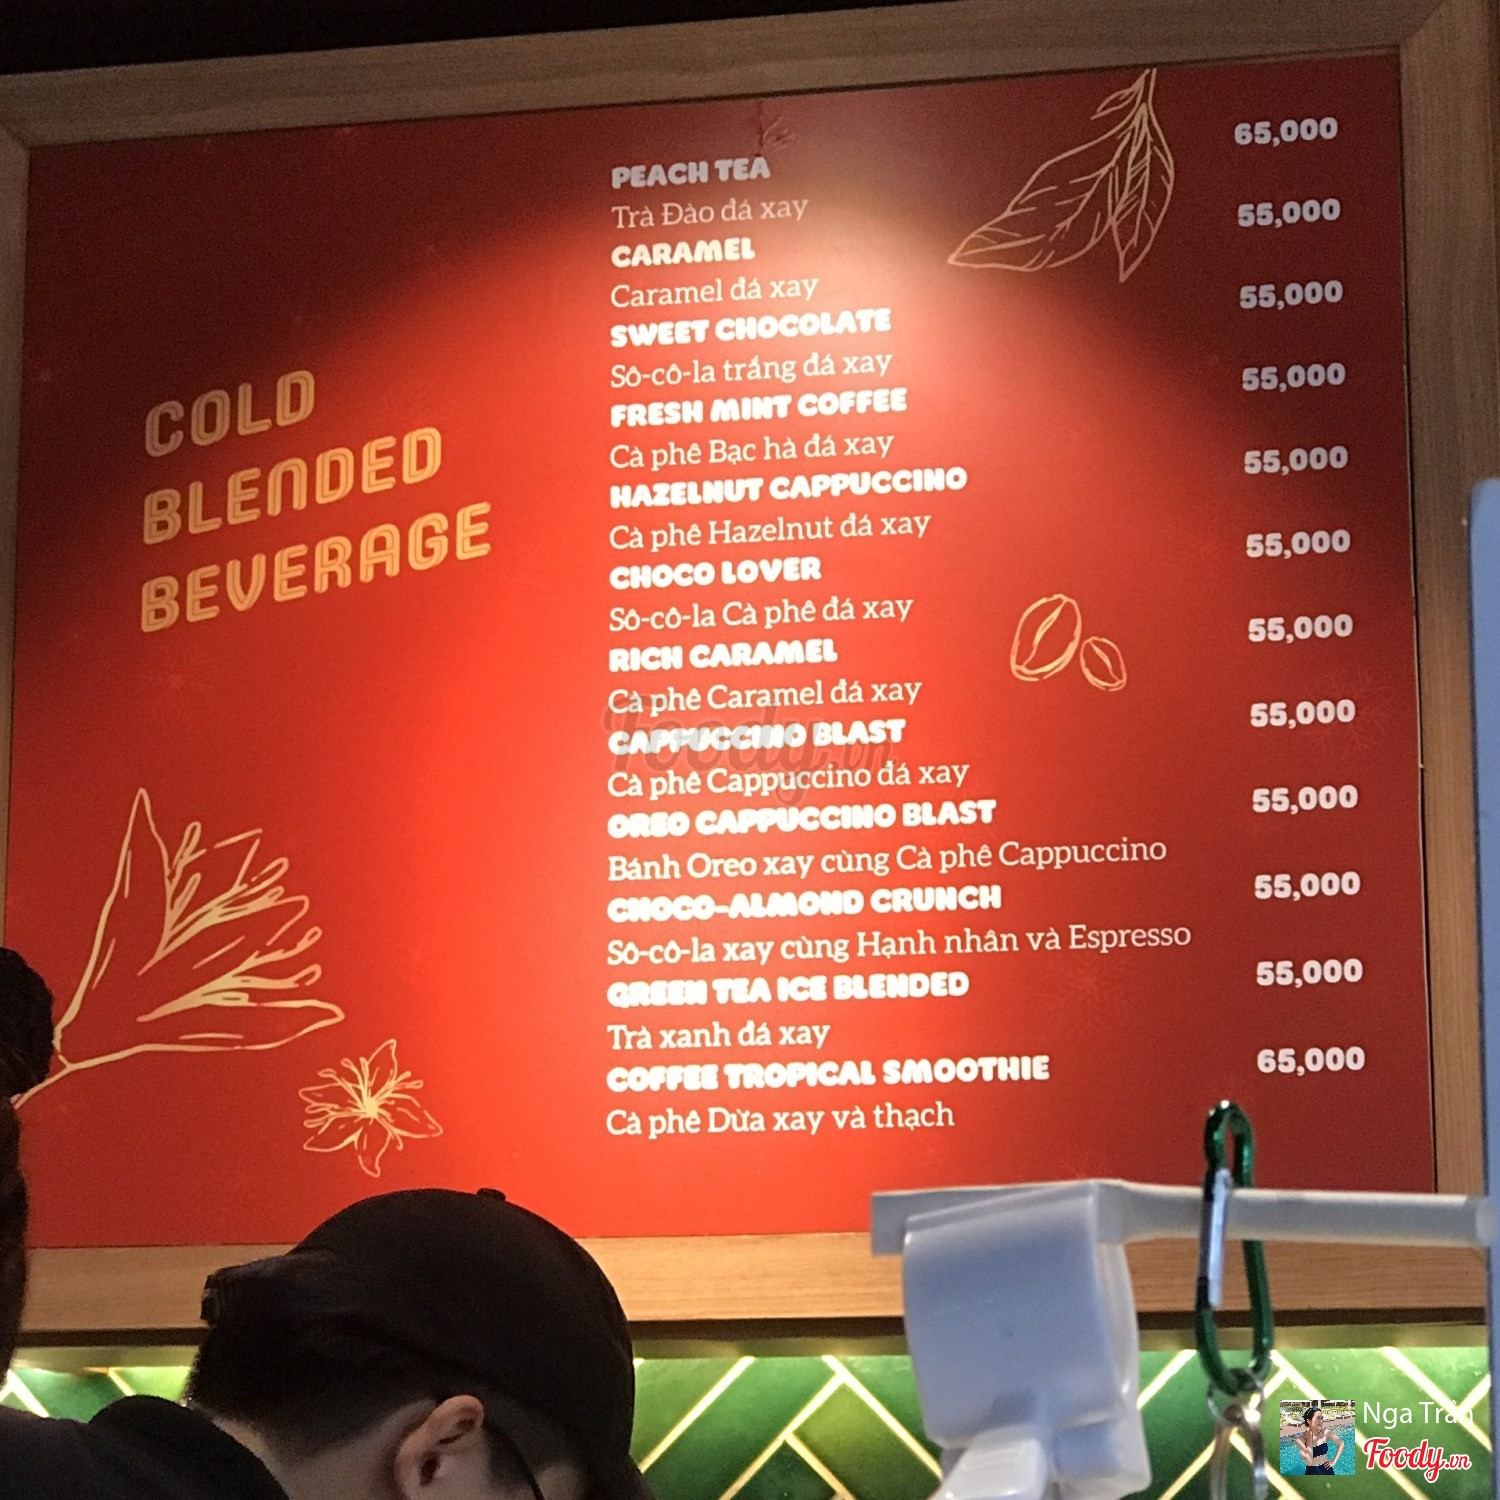 COLD
BLENDED
BEVERAGE
PEACH TEA 65,000
Trà Đào đá xay
CARAMEL 55,000
Caramel đá xay
SWEET CHOCOLATE 55,000
Sô-cô-la trắng đá xay
FRESH MINT COFFEE 55,000
Cà phê Bạc hà đá xay
HAZELNUT CAPPUCCINO 55,000
Cà phê Hazelnut đá xay
CHOCO LOVER 55,000
Sô-cô-la Cà phê đá xay
RICH CARAMEL 55,000
Cà phê Caramel đá xay
CAPPUCCINO BLAST 55,000
Cà phê Cappuccino đá xay
OREO CAPPUCCINO BLAST 55,000
Bánh Oreo xay cùng Cà phê Cappuccino
CHOCO-ALMOND CRUNCH 55,000
Sô-cô-la xay cùng Hạnh nhân và Espresso
GREEN TEA ICE BLENDED 55,000
Trà xanh đá xay
COFFEE TROPICAL SMOOTHIE 65,000
Cà phê Dừa xay và thạch
Foody.vn
Nga Trần
Foody.vn